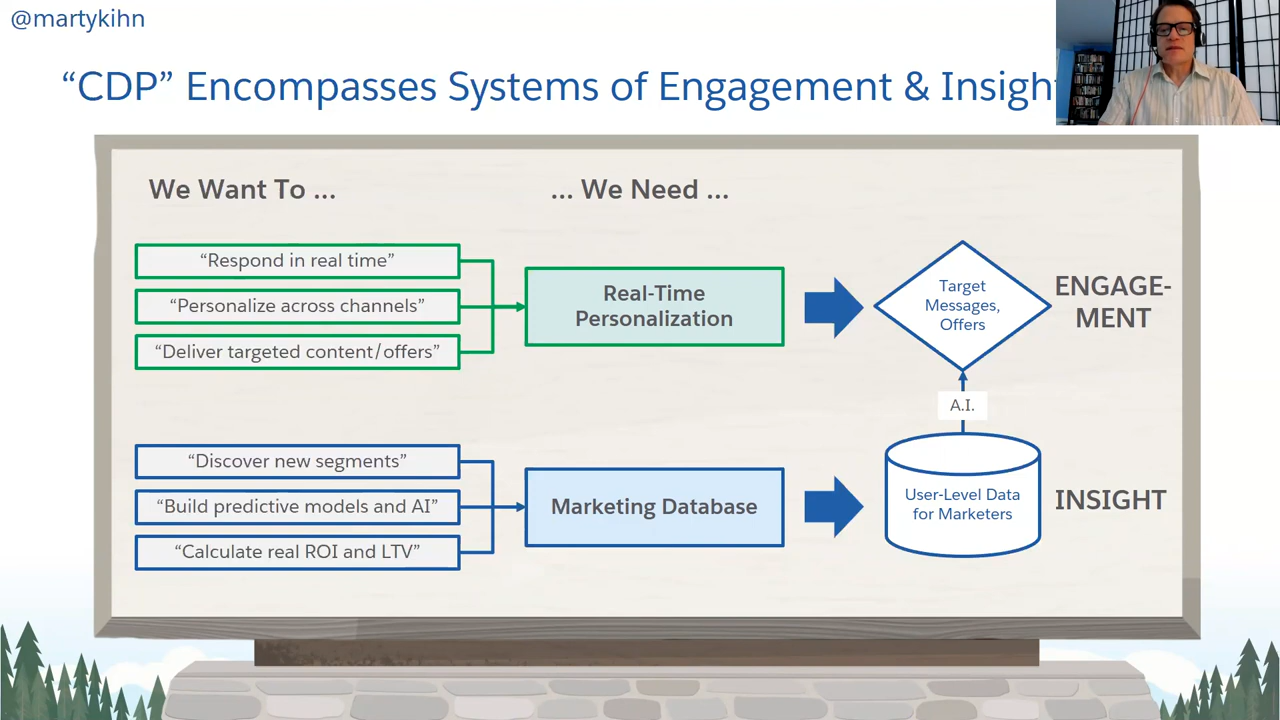 @martykihn
“CDP” Encompasses Systems of Engagement & Insight
We Want To ...
... We Need ...
“Respond in real time”
“Personalize across channels”
“Deliver targeted content/offers”
Real-Time
Personalization
Target
Messages,
Offers
ENGAGE-
MENT
A.I.
“Discover new segments”
“Build predictive models and AI”
“Calculate real ROI and LTV”
Marketing Database
User-Level Data
for Marketers
INSIGHT